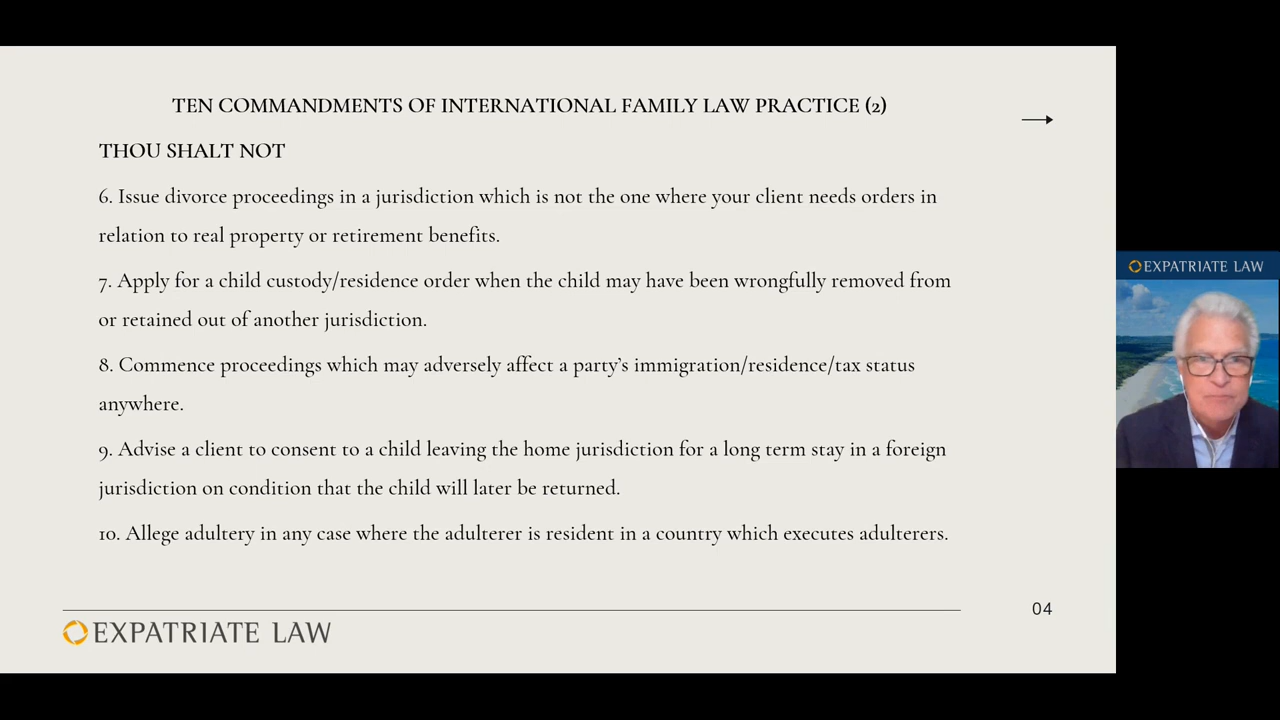 TEN COMMANDMENTS OF INTERNATIONAL FAMILY LAW PRACTICE (2)
THOU SHALT NOT
6. Issue divorce proceedings in a jurisdiction which is not the one where your client needs orders in
relation to real property or retirement benefits.
7. Apply for a child custody/residence order when the child may have been wrongfully removed from
or retained out of another jurisdiction.
8. Commence proceedings which may adversely affect a party’s immigration/residence/tax status
anywhere.
9. Advise a client to consent to a child leaving the home jurisdiction for a long term stay in a foreign
jurisdiction on condition that the child will later be returned.
10. Allege adultery in any case where the adulterer is resident in a country which executes adulterers.
04
EXPATRIATE LAW
EXPATRIATE LAW